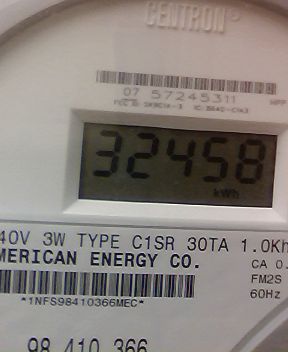 CENTRON®
07 57245311
32458
kWh
40V 3W TYPE C1SR 30TA 1.0Kh
MERICAN ENERGY CO.
CA 0.
FM2S
*1NFS98410366MEC*
60Hz
98 410 366